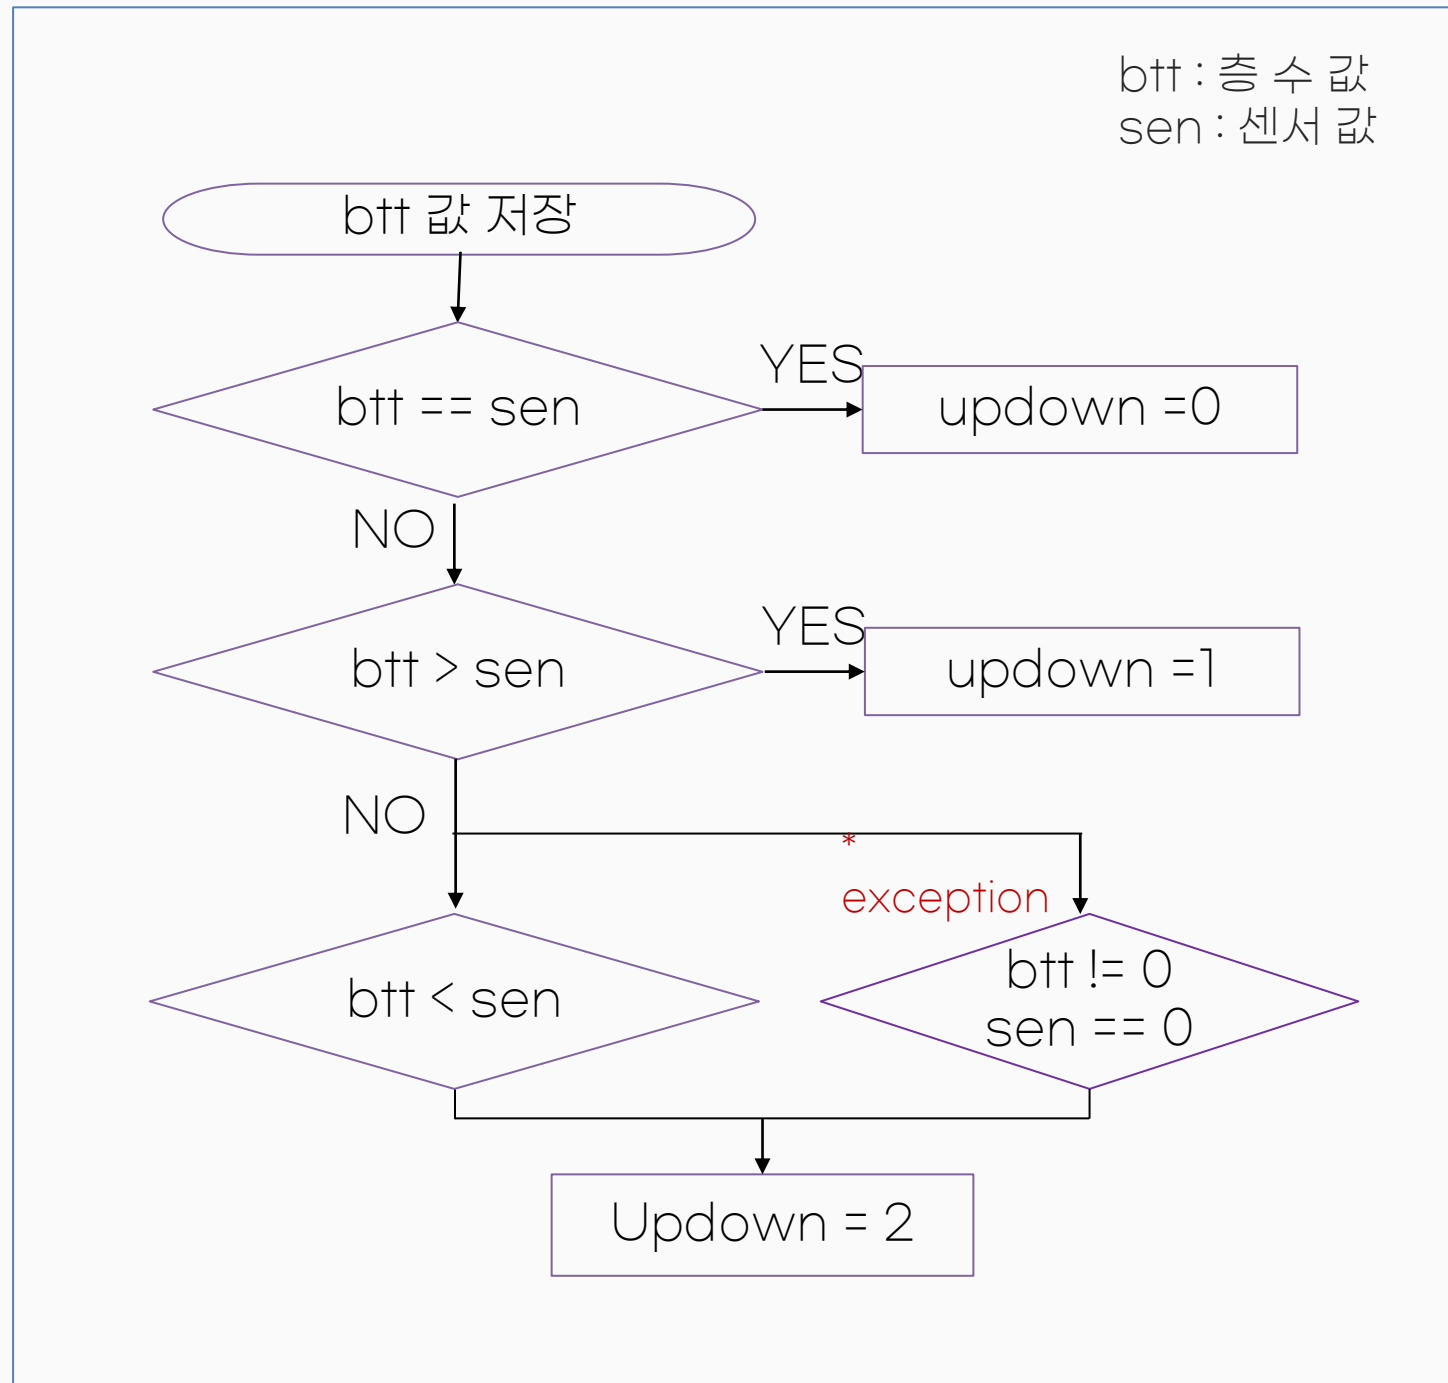 btt : 층 수 값
sen : 센서 값
btt 값 저장
btt == sen
YES
updown =0
NO
btt > sen
YES
updown =1
NO
*
exception
btt < sen
btt != 0
sen == 0
Updown = 2